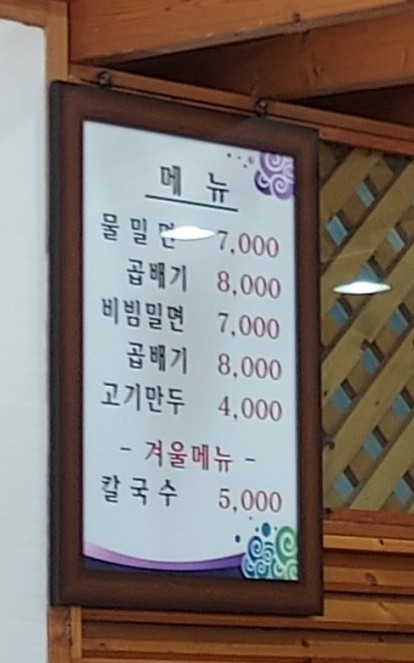 메 뉴
물 밀 면 7,000
곱배기 8,000
비빔밀면 7,000
곱배기 8,000
고기만두 4,000
- 겨울메뉴 -
칼 국 수 5,000